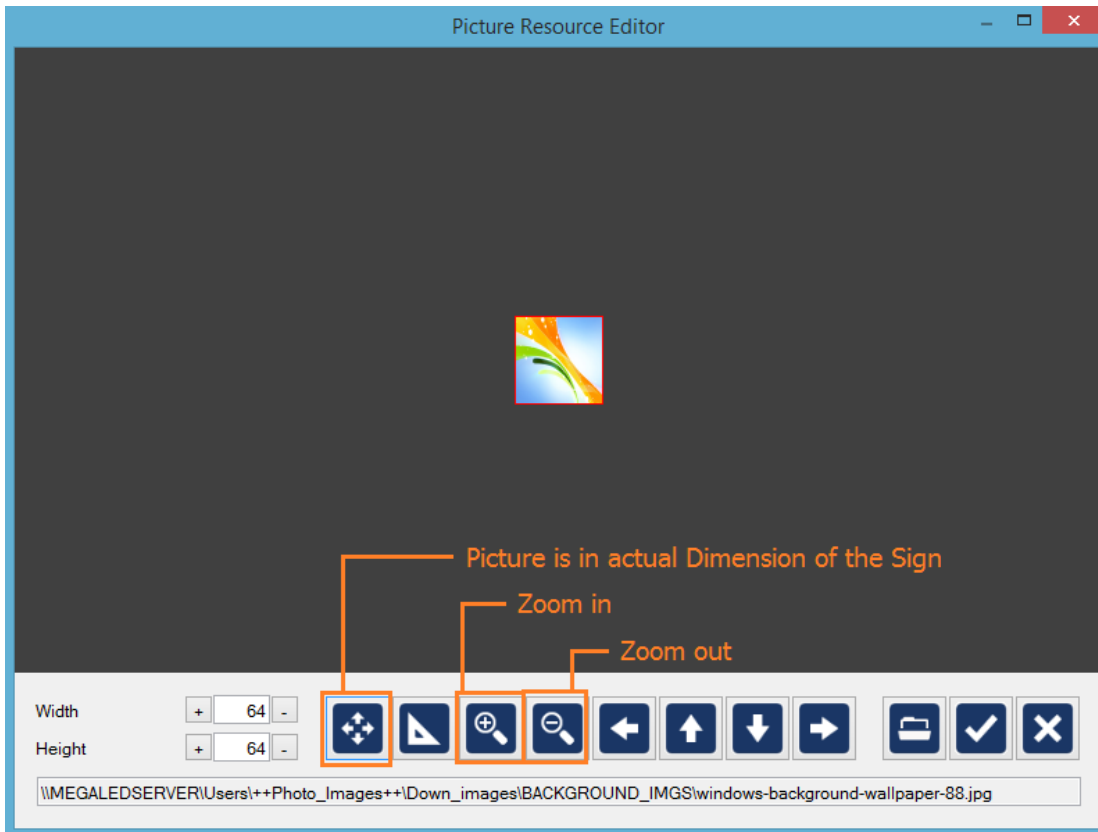 Picture Resource Editor
Picture is in actual Dimension of the Sign
Zoom in
Zoom out
Width + 64 -
Height + 64 -
\\MEGALEDSERVER\Users\++Photo_Images++\Down_images\BACKGROUND_IMGS\windows-background-wallpaper-88.jpg